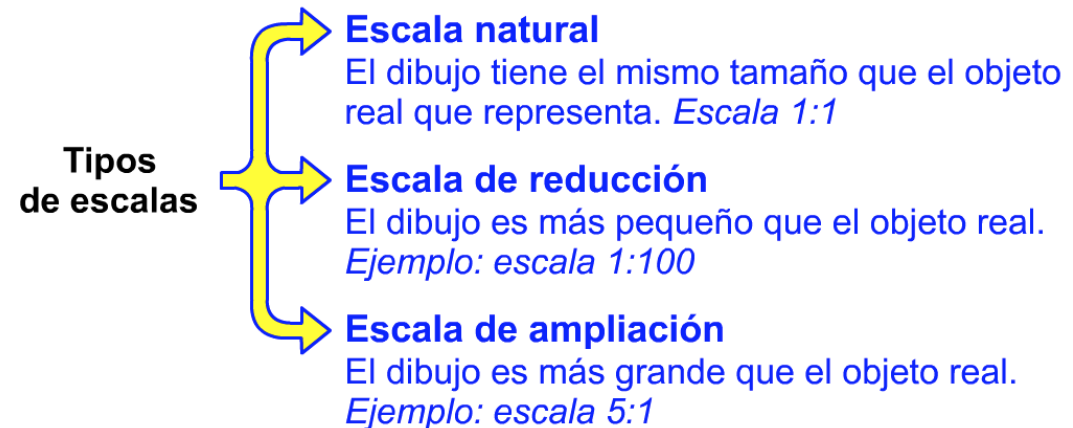 Escala natural
El dibujo tiene el mismo tamaño que el objeto
real que representa. Escala 1:1
Tipos
de escalas
Escala de reducción
El dibujo es más pequeño que el objeto real.
Ejemplo: escala 1:100
Escala de ampliación
El dibujo es más grande que el objeto real.
Ejemplo: escala 5:1